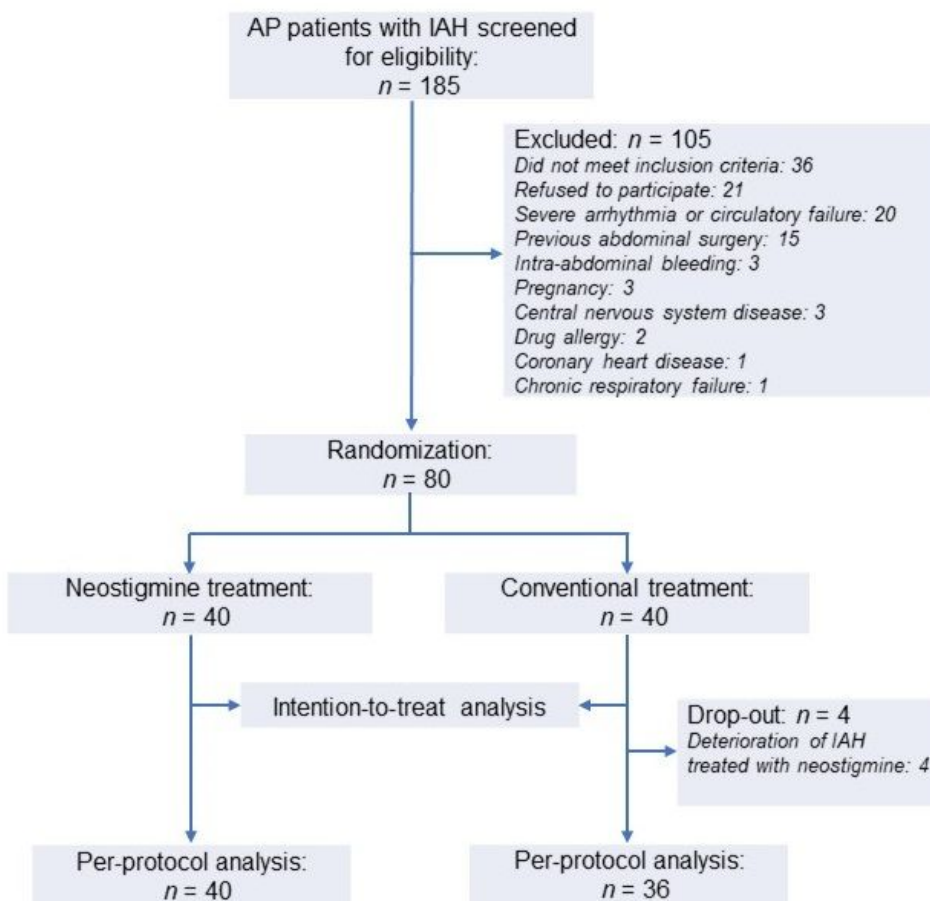 AP patients with IAH screened
for eligibility:
n = 185
Excluded: n = 105
Did not meet inclusion criteria: 36
Refused to participate: 21
Severe arrhythmia or circulatory failure: 20
Previous abdominal surgery: 15
Intra-abdominal bleeding: 3
Pregnancy: 3
Central nervous system disease: 3
Drug allergy: 2
Coronary heart disease: 1
Chronic respiratory failure: 1
Randomization:
n = 80
Neostigmine treatment:
n = 40
Conventional treatment:
n = 40
Intention-to-treat analysis
Drop-out: n = 4
Deterioration of IAH
treated with neostigmine: 4
Per-protocol analysis:
n = 40
Per-protocol analysis:
n = 36